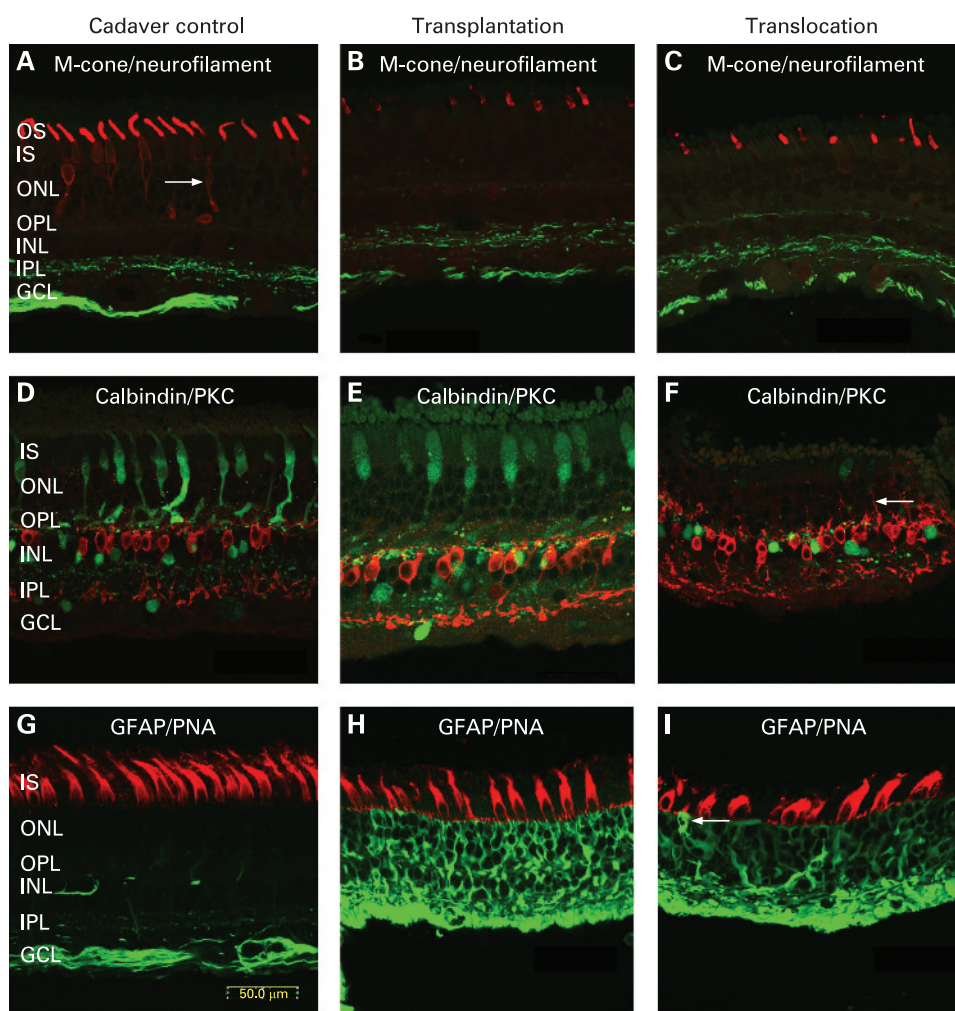 Cadaver control
Transplantation
Translocation
A
M-cone/neurofilament
B
M-cone/neurofilament
C
M-cone/neurofilament
OS
IS
ONL
OPL
INL
IPL
GCL
D
Calbindin/PKC
E
Calbindin/PKC
F
Calbindin/PKC
IS
ONL
OPL
INL
IPL
GCL
G
GFAP/PNA
H
GFAP/PNA
I
GFAP/PNA
IS
ONL
OPL
INL
IPL
GCL
50.0 μm